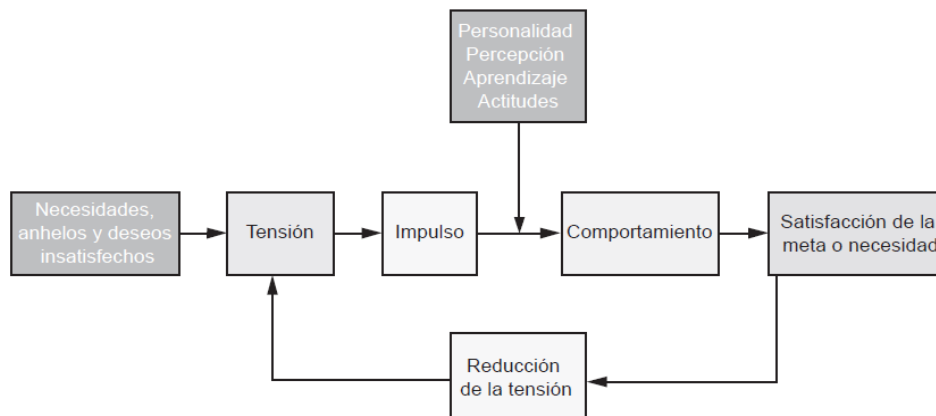 Personalidad
Percepción
Aprendizaje
Actitudes
Necesidades,
anhelos y deseos
insatisfechos
Tensión
Impulso
Comportamiento
Satisfacción de la
meta o necesidad
Reducción
de la tensión